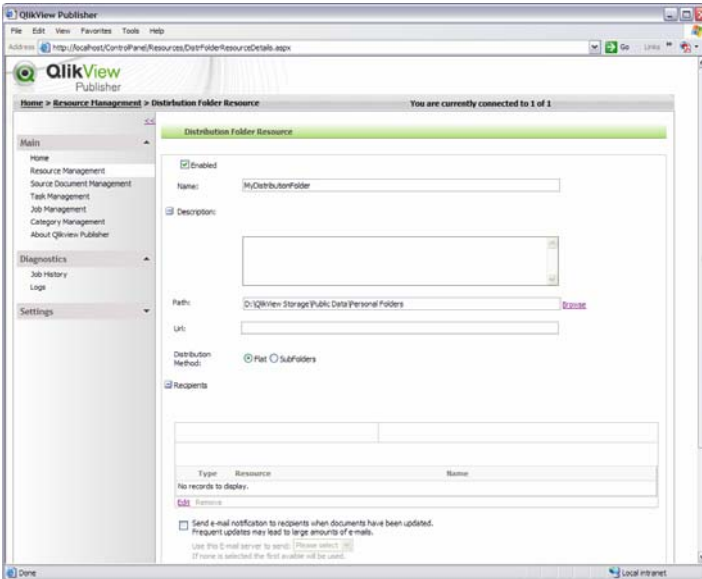 QlikView Publisher
File Edit View Favorites Tools Help
Address http://localhost/ControlPanel/Resources/DistrFolderResourceDetails.aspx Go Links »
QlikView
Publisher
Home > Resource Management > Distribution Folder Resource You are currently connected to 1 of 1
<<
Main
Home
Resource Management
Source Document Management
Task Management
Job Management
Category Management
About Qlikview Publisher
Diagnostics
Job History
Logs
Settings
Distribution Folder Resource
Enabled
Name: MyDistributionFolder
Description:
Path: D:\QlikView Storage\Public Data\Personal Folders Browse
Url:
Distribution Method: Flat SubFolders
Recipients
Type Resource Name
No records to display.
Edit Remove
Send e-mail notification to recipients when documents have been updated.
Frequent updates may lead to large amounts of e-mails.
Use this E-mail server to send: Please select
If none is selected the first avaible will be used.
Done Local intranet